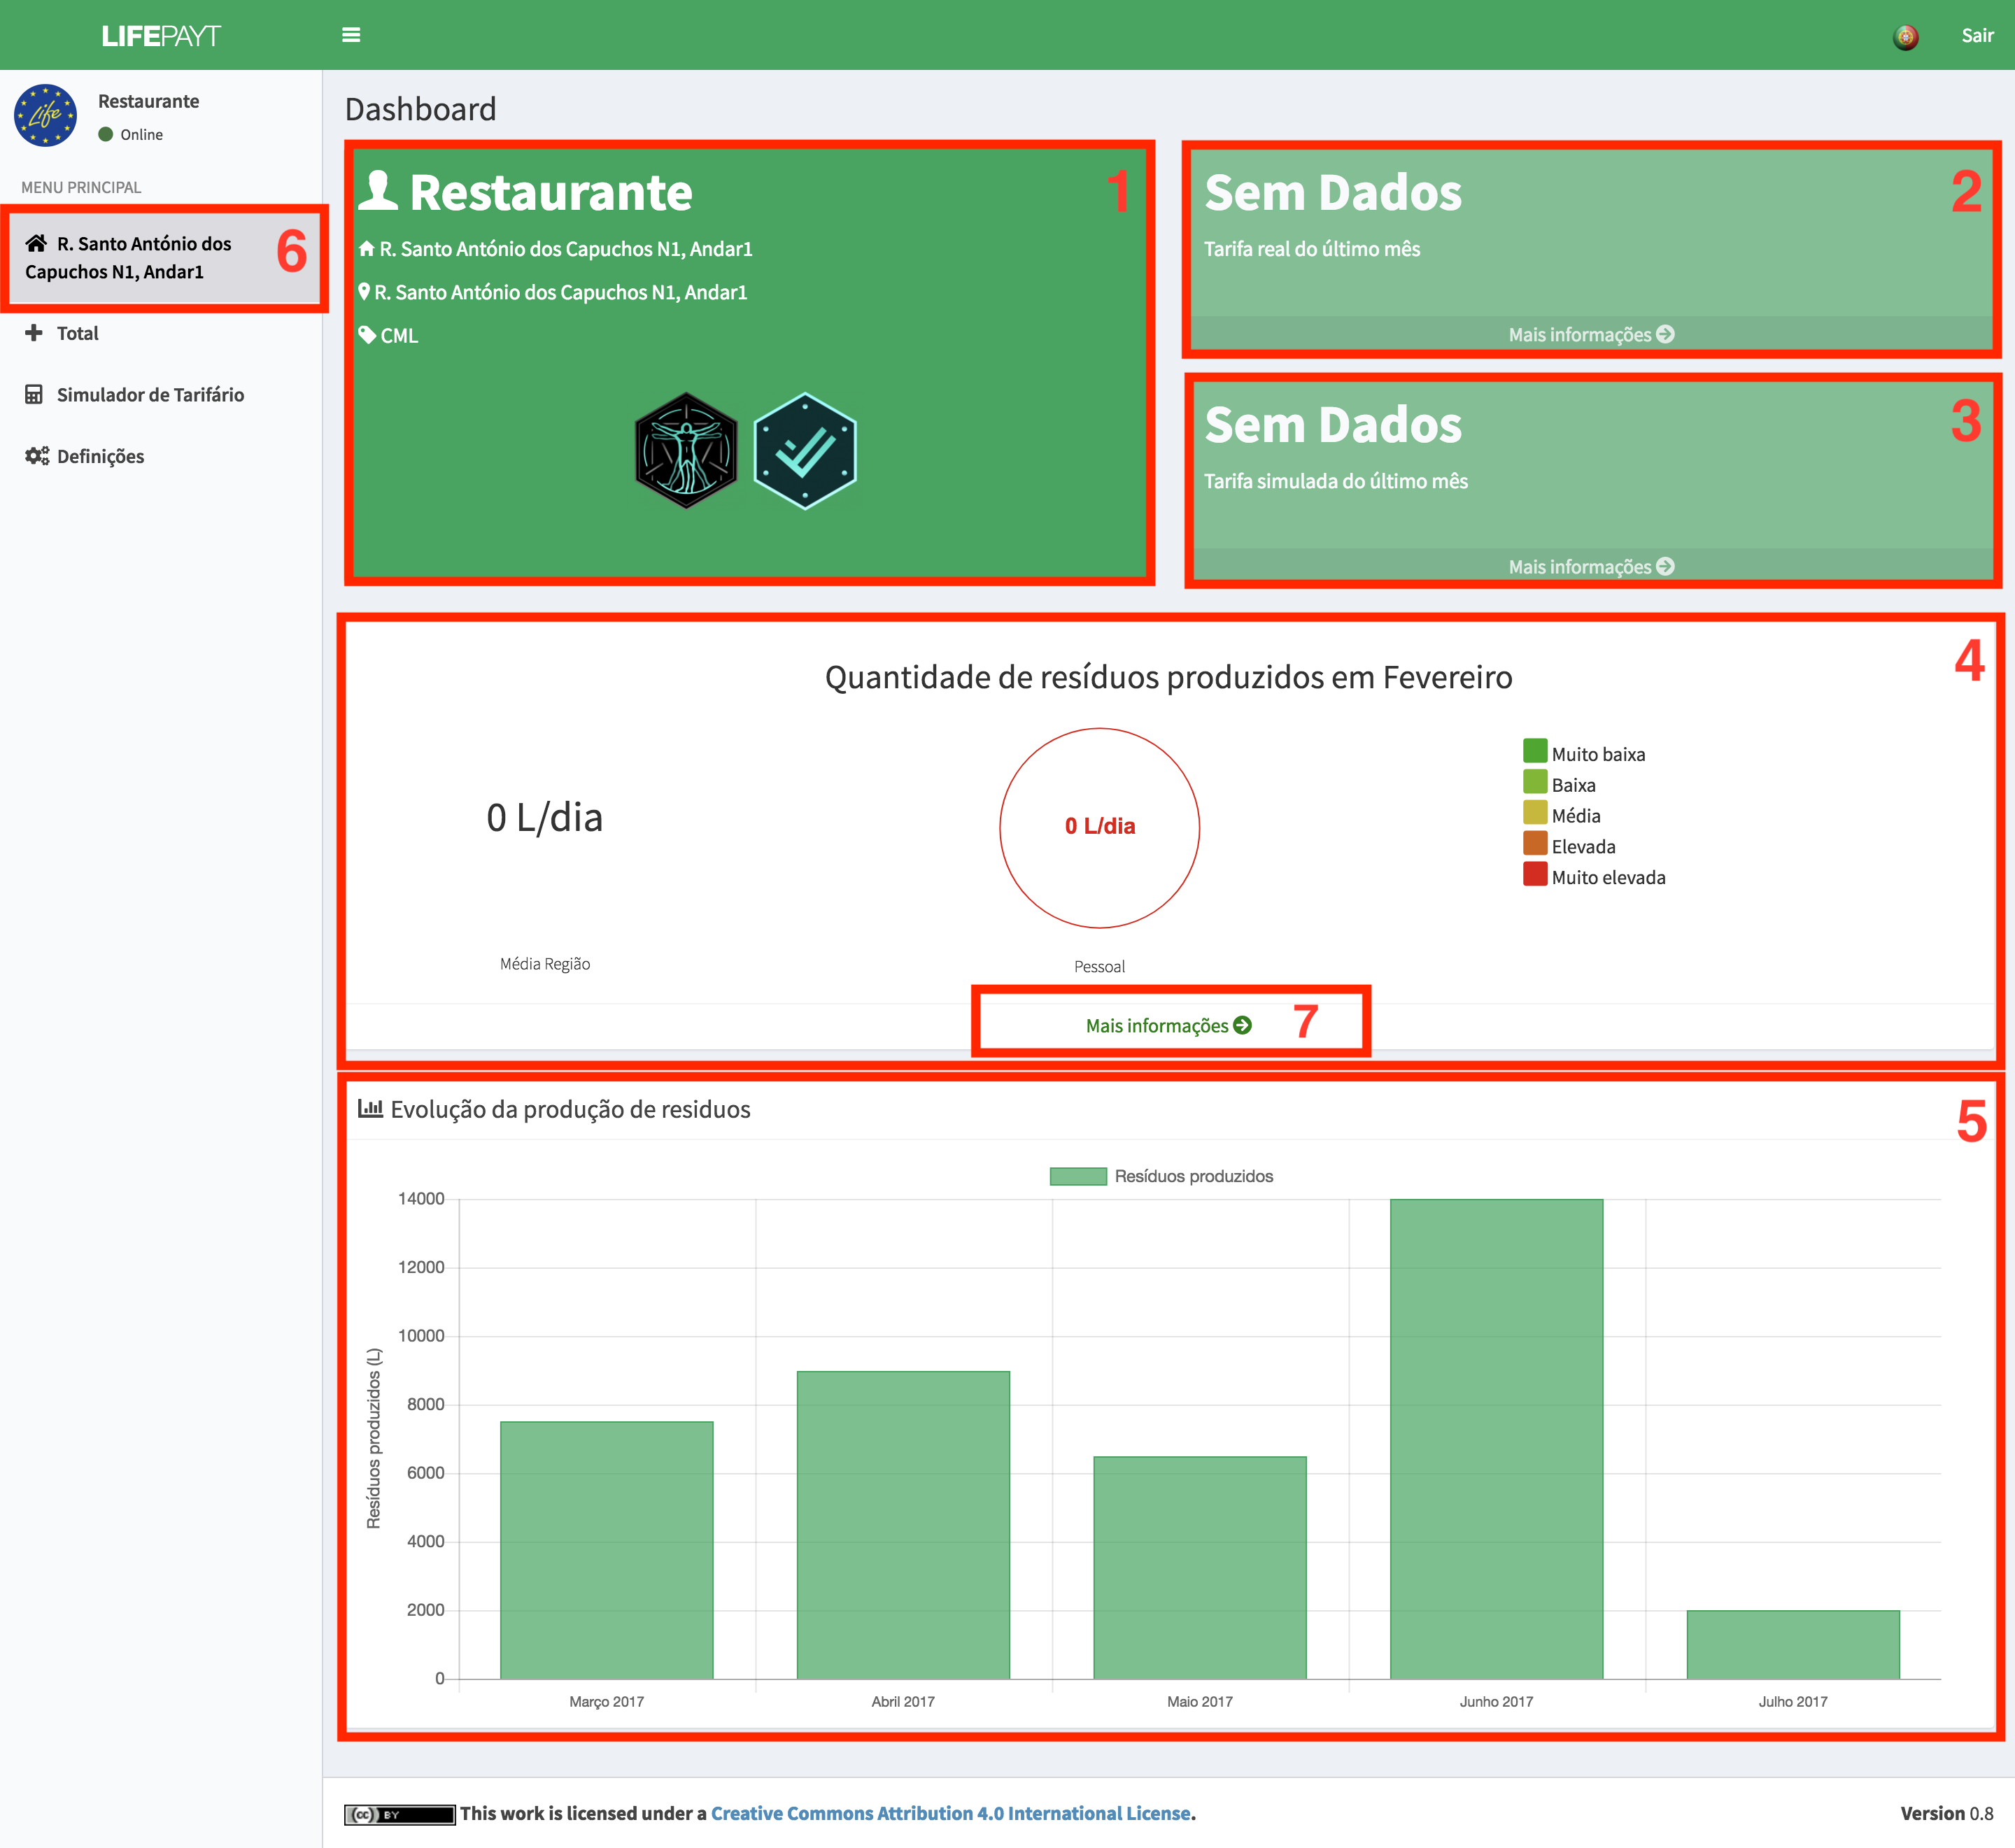 LIFEPAYT
Sair
Restaurante
Online
MENU PRINCIPAL
R. Santo António dos
Capuchos N1, Andar1
6
Total
Simulador de Tarifário
Definições
Dashboard
Restaurante
1
R. Santo António dos Capuchos N1, Andar1
R. Santo António dos Capuchos N1, Andar1
CML
Sem Dados
2
Tarifa real do último mês
Mais informações
Sem Dados
3
Tarifa simulada do último mês
Mais informações
4
Quantidade de resíduos produzidos em Fevereiro
0 L/dia
Média Região
0 L/dia
Pessoal
Muito baixa
Baixa
Média
Elevada
Muito elevada
Mais informações
7
Evolução da produção de residuos
5
Resíduos produzidos
Resíduos produzidos (L)
14000
12000
10000
8000
6000
4000
2000
0
Março 2017
Abril 2017
Maio 2017
Junho 2017
Julho 2017
(cc) BY
This work is licensed under a Creative Commons Attribution 4.0 International License.
Version 0.8
Life